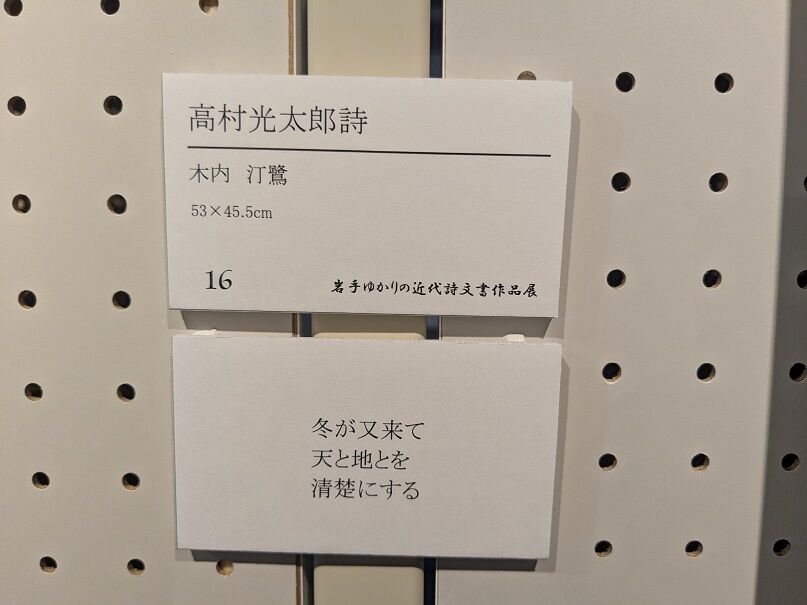 高村光太郎詩
木内　汀鷺
53×45.5cm
16
岩手ゆかりの近代詩文書作品展
冬が又来て
天と地とを
清楚にする